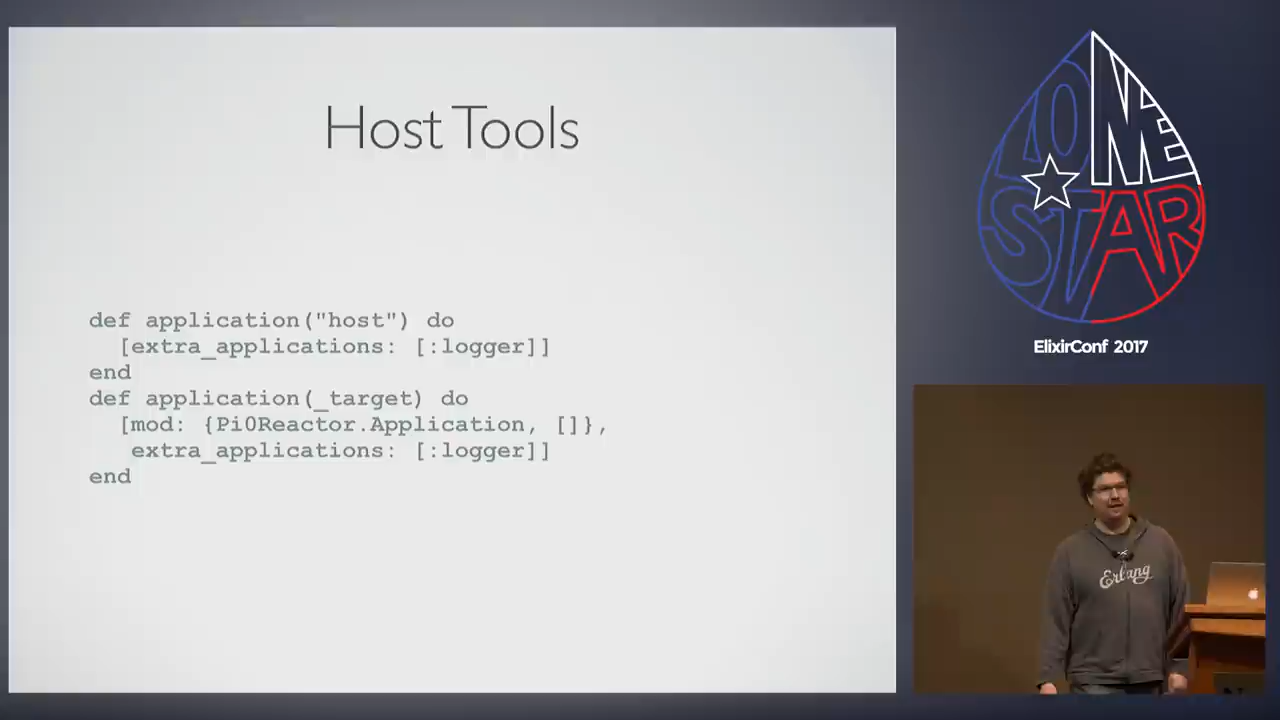 Host Tools
def application("host") do
[extra_applications: [:logger]]
end
def application(_target) do
[mod: {Pi0Reactor.Application, []},
extra_applications: [:logger]]
end
LONE
STAR
ElixirConf 2017
Erlang